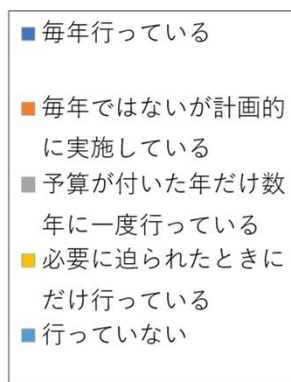 毎年行っている
毎年ではないが計画的
に実施している
予算が付いた年だけ数
年に一度行っている
必要に迫られたときに
だけ行っている
行っていない